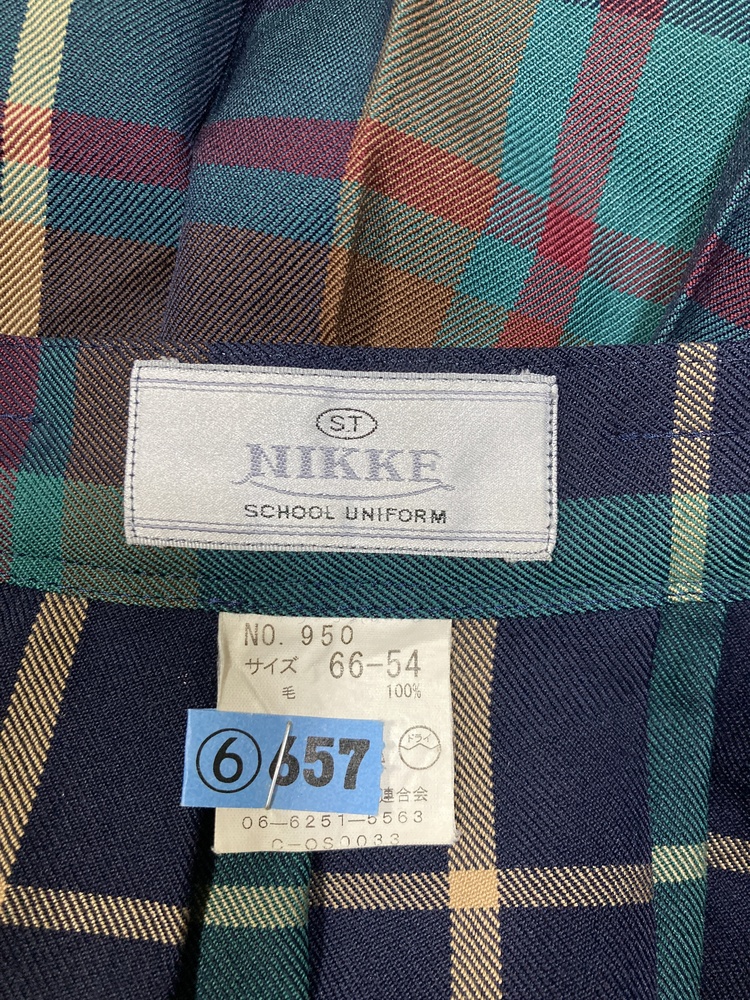 S.T
NIKKE
SCHOOL UNIFORM
NO. 950
サイズ 66-54
毛 100%
⑥657
ドライ
連合会
06-6251-5563
C-OS0033